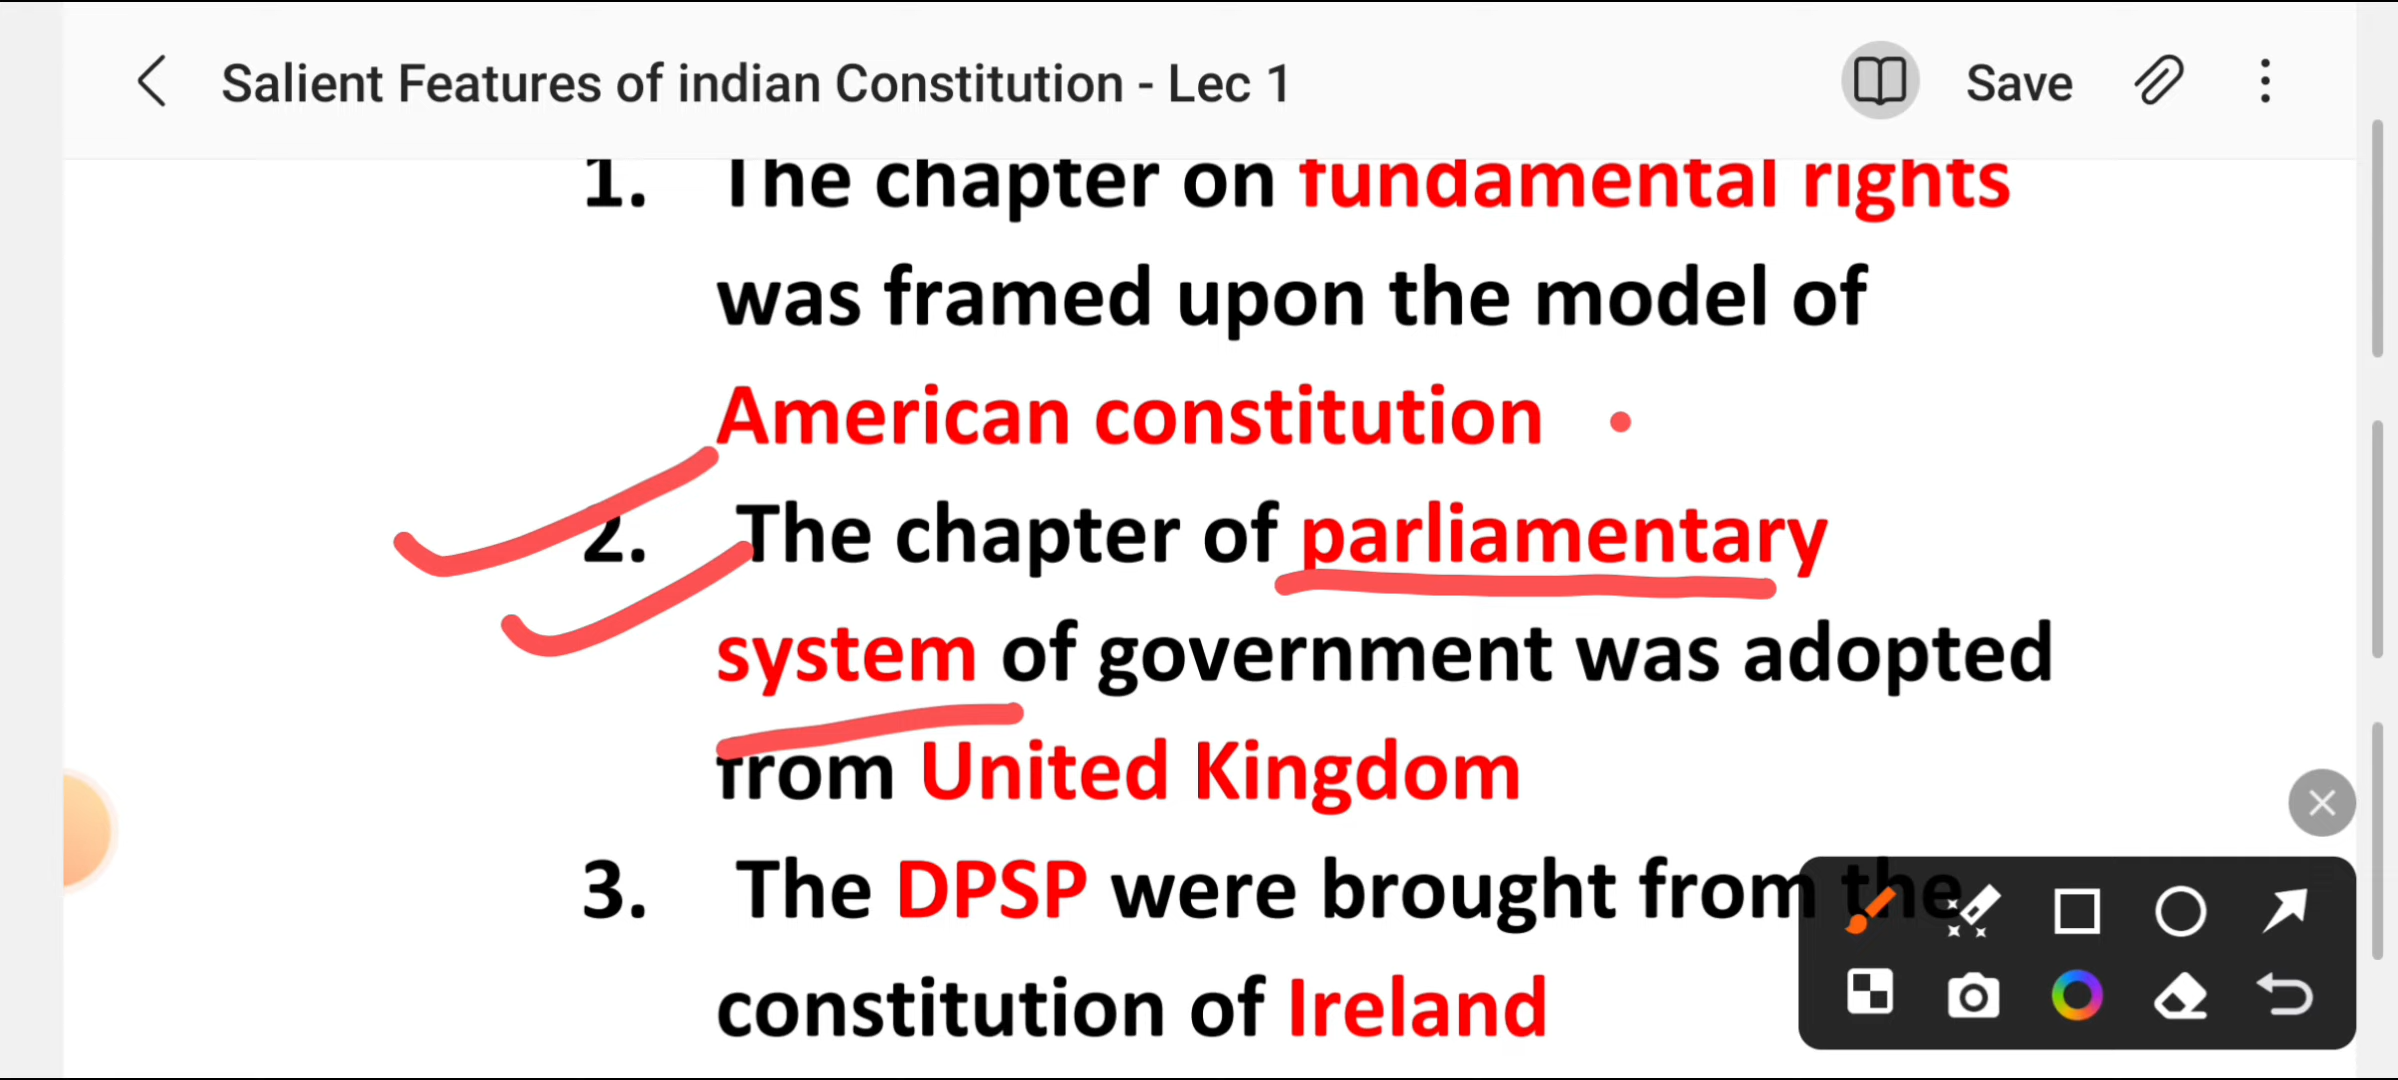 Salient Features of indian Constitution - Lec 1
Save
1. The chapter on fundamental rights
was framed upon the model of
American constitution
2. The chapter of parliamentary
system of government was adopted
from United Kingdom
3. The DPSP were brought from the
constitution of Ireland